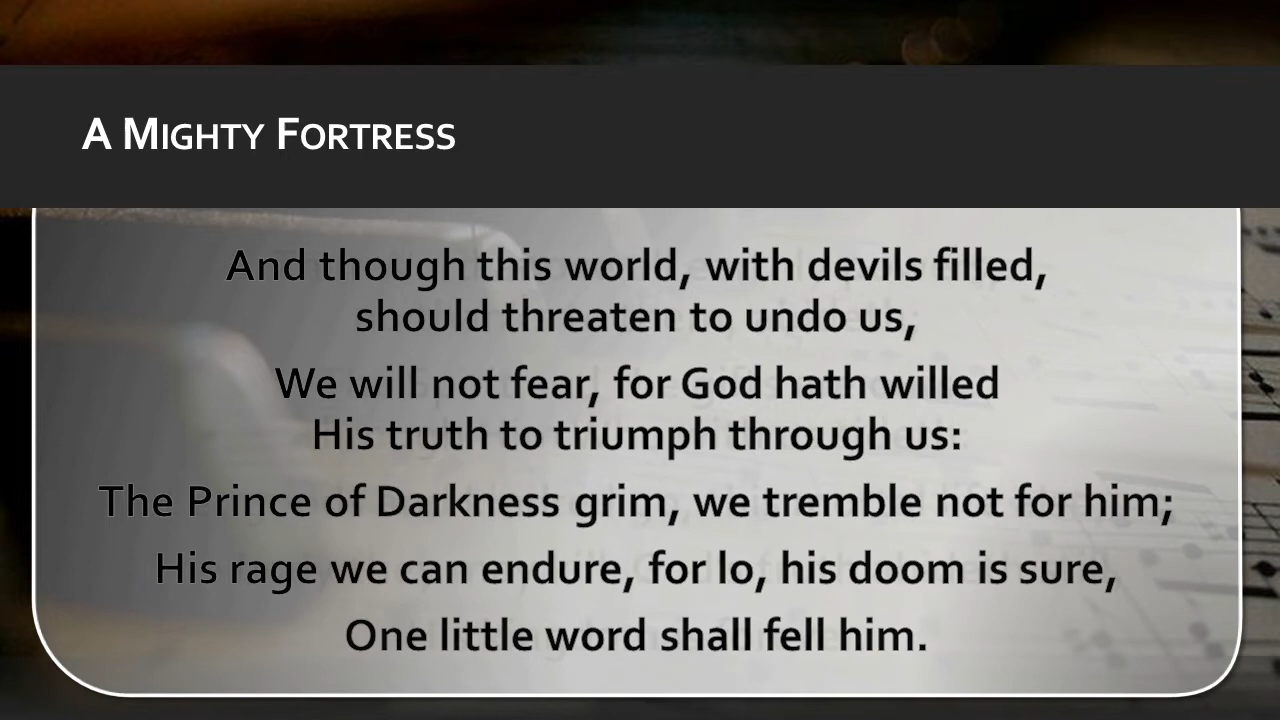 A Mighty Fortress
And though this world, with devils filled,
should threaten to undo us,
We will not fear, for God hath willed
His truth to triumph through us:
The Prince of Darkness grim, we tremble not for him;
His rage we can endure, for lo, his doom is sure,
One little word shall fell him.